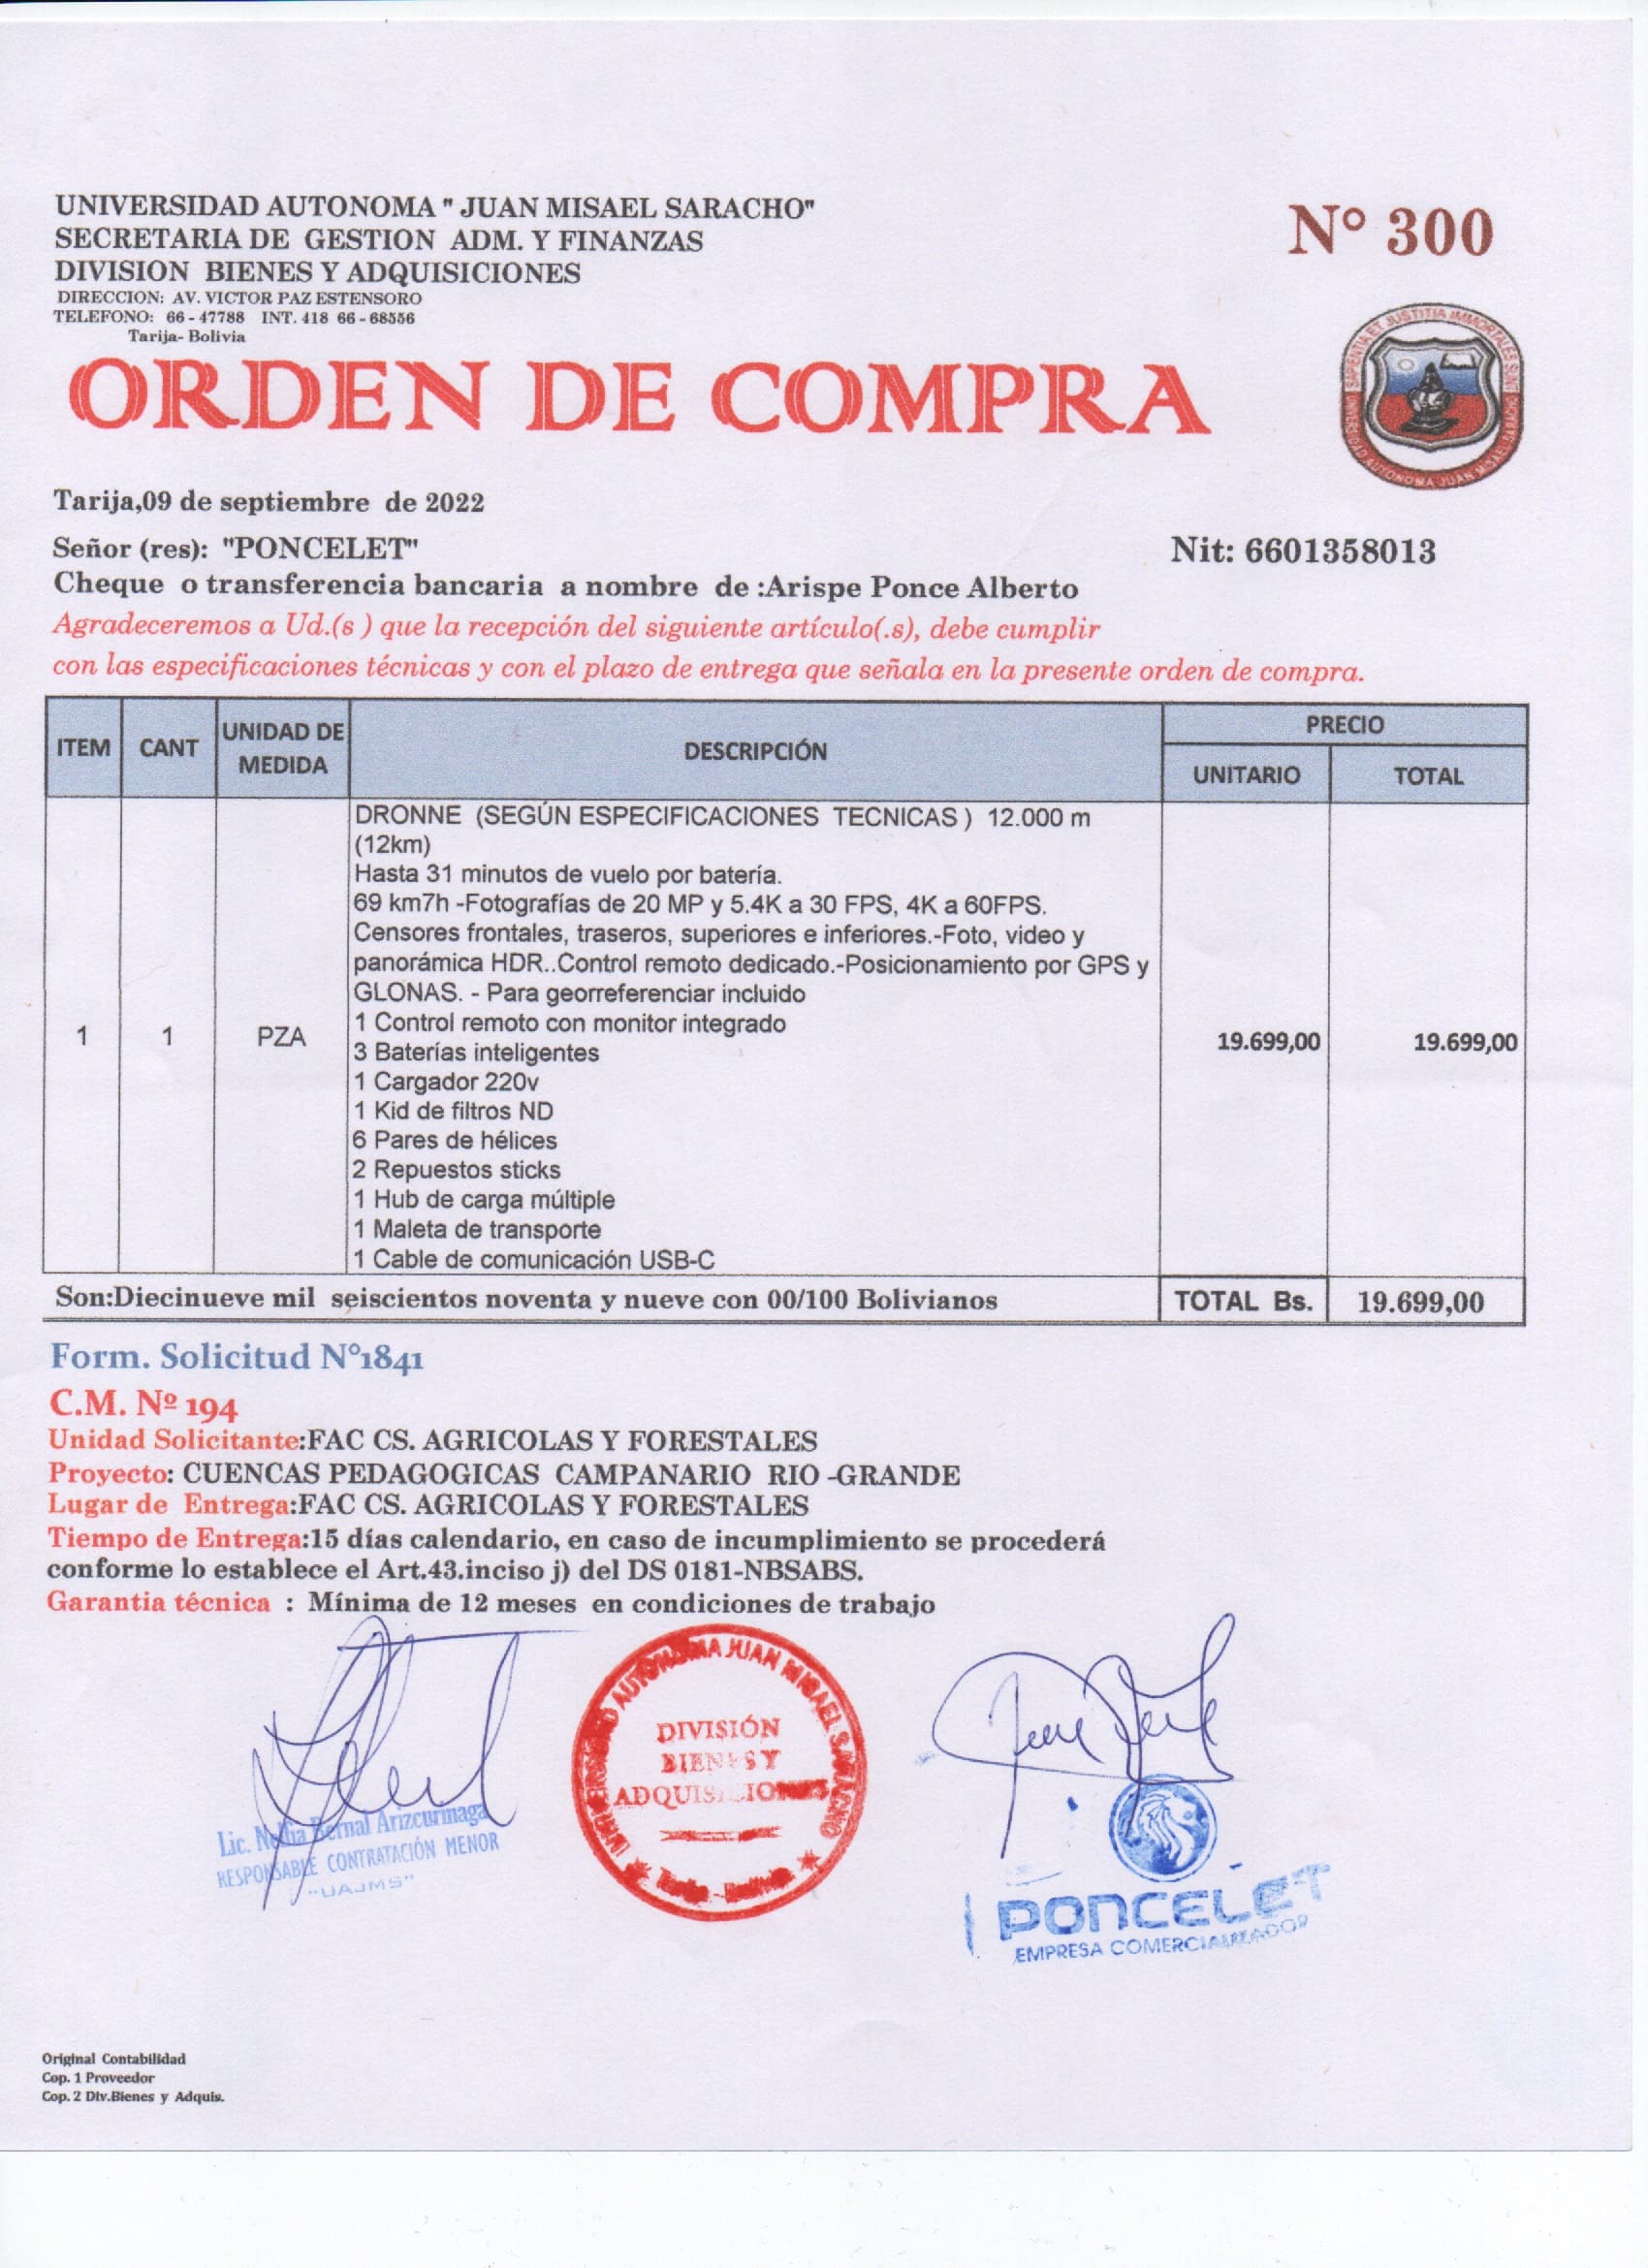 UNIVERSIDAD AUTONOMA " JUAN MISAEL SARACHO"
SECRETARIA DE GESTION ADM. Y FINANZAS
DIVISION BIENES Y ADQUISICIONES
DIRECCION: AV. VICTOR PAZ ESTENSORO
TELEFONO: 66 - 47788 INT. 418 66 - 68556
Tarija- Bolivia
N° 300
ORDEN DE COMPRA
SAPIENTIA ET JUSTITIA IMMORTALES SUNT
UNIVERSIDAD AUTONOMA JUAN MISAEL SARACHO
Tarija,09 de septiembre de 2022
Señor (res): "PONCELET"
Nit: 6601358013
Cheque o transferencia bancaria a nombre de :Arispe Ponce Alberto
Agradeceremos a Ud.(s ) que la recepción del siguiente artículo(.s), debe cumplir
con las especificaciones técnicas y con el plazo de entrega que señala en la presente orden de compra.
ITEM CANT UNIDAD DE MEDIDA DESCRIPCIÓN PRECIO
UNITARIO TOTAL
DRONNE (SEGÚN ESPECIFICACIONES TECNICAS ) 12.000 m
(12km)
Hasta 31 minutos de vuelo por batería.
69 km7h -Fotografías de 20 MP y 5.4K a 30 FPS, 4K a 60FPS.
Censores frontales, traseros, superiores e inferiores.-Foto, video y
panorámica HDR..Control remoto dedicado.-Posicionamiento por GPS y
GLONAS. - Para georreferenciar incluido
1 Control remoto con monitor integrado
1 1 PZA 19.699,00 19.699,00
3 Baterías inteligentes
1 Cargador 220v
1 Kid de filtros ND
6 Pares de hélices
2 Repuestos sticks
1 Hub de carga múltiple
1 Maleta de transporte
1 Cable de comunicación USB-C
Son:Diecinueve mil seiscientos noventa y nueve con 00/100 Bolivianos TOTAL Bs. 19.699,00
Form. Solicitud N°1841
C.M. Nº 194
Unidad Solicitante:FAC CS. AGRICOLAS Y FORESTALES
Proyecto: CUENCAS PEDAGOGICAS CAMPANARIO RIO -GRANDE
Lugar de Entrega:FAC CS. AGRICOLAS Y FORESTALES
Tiempo de Entrega:15 días calendario, en caso de incumplimiento se procederá
conforme lo establece el Art.43.inciso j) del DS 0181-NBSABS.
Garantia técnica : Mínima de 12 meses en condiciones de trabajo
Lic. Bernal Arizcurinaga
RESPONSABLE CONTRATACIÓN MENOR
"UAJMS"
UNIVERSIDAD AUTONOMA JUAN MISAEL SARACHO
DIVISIÓN
BIENES Y
ADQUISICIONES
Tarija - Bolivia
PONCELET
EMPRESA COMERCIALIZADOR
Original Contabilidad
Cop. 1 Proveedor
Cop. 2 Div.Bienes y Adquis.